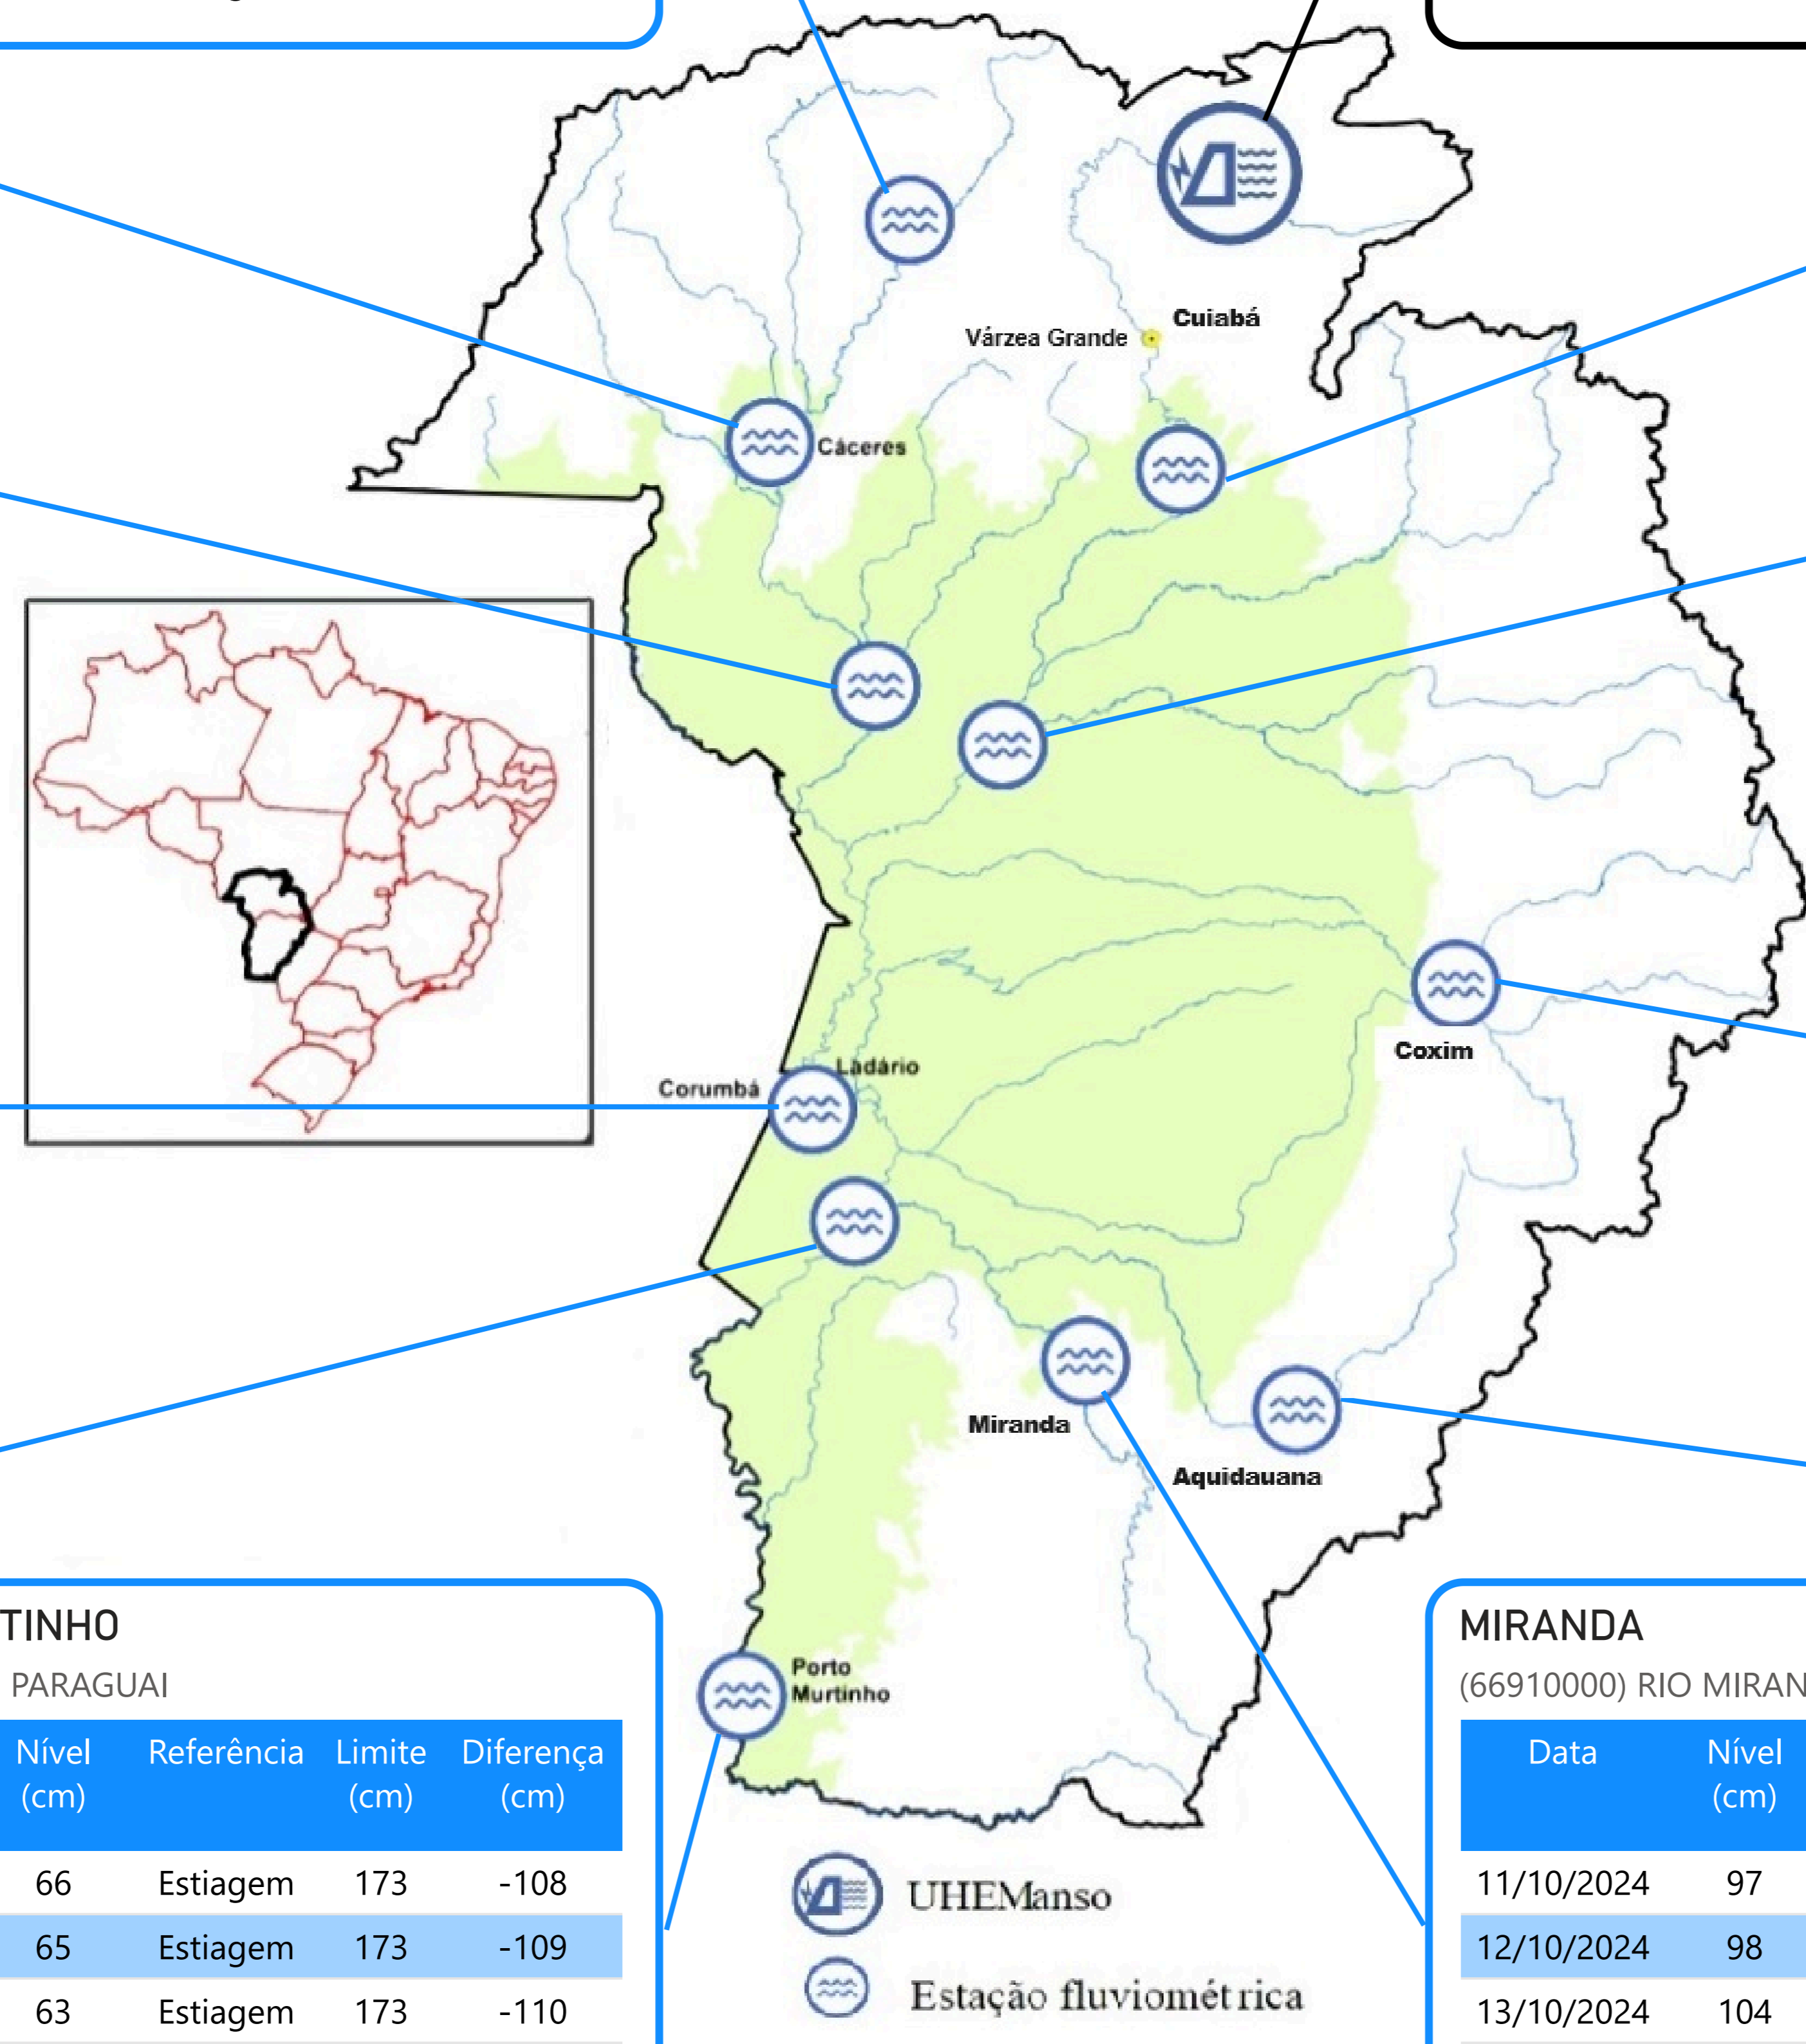 Cuiabá
Várzea Grande
Cáceres
Coxim
Ladário
Corumbá
Miranda
Aquidauana
Porto
Murtinho
TINHO
PARAGUAI
Nível (cm) Referência Limite (cm) Diferença (cm)
66 Estiagem 173 -108
65 Estiagem 173 -109
63 Estiagem 173 -110
UHEManso
Estação fluviométrica
MIRANDA
(66910000) RIO MIRAN
Data Nível (cm)
11/10/2024 97
12/10/2024 98
13/10/2024 104